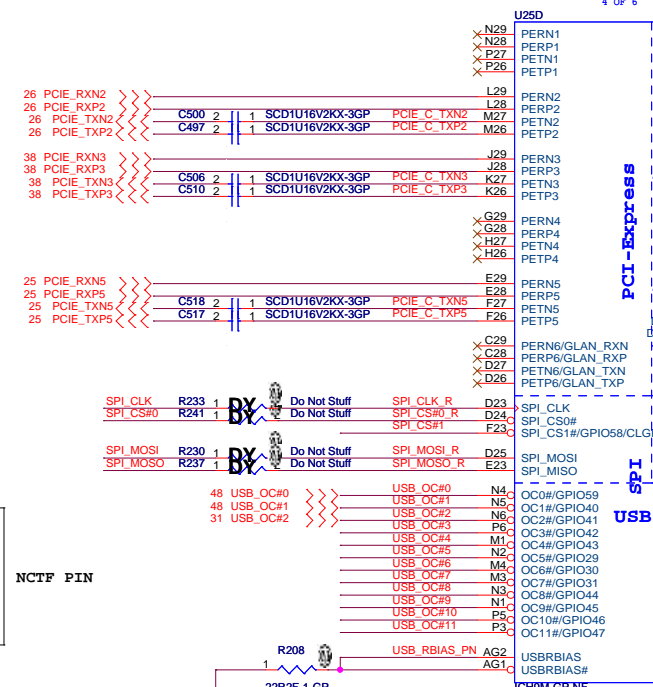 4 OF 6
U25D
N29 PERN1
N28 PERP1
P27 PETN1
P26 PETP1
26 PCIE_RXN2 L29 PERN2
26 PCIE_RXP2 L28 PERP2
26 PCIE_TXN2 C500 2 1 SCD1U16V2KX-3GP PCIE_C_TXN2 M27 PETN2
26 PCIE_TXP2 C497 2 1 SCD1U16V2KX-3GP PCIE_C_TXP2 M26 PETP2
38 PCIE_RXN3 J29 PERN3
38 PCIE_RXP3 J28 PERP3
38 PCIE_TXN3 C506 2 1 SCD1U16V2KX-3GP PCIE_C_TXN3 K27 PETN3
38 PCIE_TXP3 C510 2 1 SCD1U16V2KX-3GP PCIE_C_TXP3 K26 PETP3
G29 PERN4
G28 PERP4
H27 PETN4
H26 PETP4
PCI-Express
25 PCIE_RXN5 E29 PERN5
25 PCIE_RXP5 E28 PERP5
25 PCIE_TXN5 C518 2 1 SCD1U16V2KX-3GP PCIE_C_TXN5 F27 PETN5
25 PCIE_TXP5 C517 2 1 SCD1U16V2KX-3GP PCIE_C_TXP5 F26 PETP5
C29 PERN6/GLAN_RXN
C28 PERP6/GLAN_RXP
D27 PETN6/GLAN_TXN
D26 PETP6/GLAN_TXP
SPI_CLK R233 1 DY Do Not Stuff SPI_CLK_R D23 SPI_CLK
SPI_CS#0 R241 1 DY Do Not Stuff SPI_CS#0_R D24 SPI_CS0#
SPI_CS#1 F23 SPI_CS1#/GPIO58/CLG
SPI_MOSI R230 1 DY Do Not Stuff SPI_MOSI_R D25 SPI_MOSI
SPI_MOSO R237 1 DY Do Not Stuff SPI_MOSO_R E23 SPI_MISO
SPI
48 USB_OC#0 USB_OC#0 N4 OC0#/GPIO59
48 USB_OC#1 USB_OC#1 N5 OC1#/GPIO40
31 USB_OC#2 USB_OC#2 N6 OC2#/GPIO41
USB
USB_OC#3 P6 OC3#/GPIO42
USB_OC#4 M1 OC4#/GPIO43
USB_OC#5 N2 OC5#/GPIO29
USB_OC#6 M4 OC6#/GPIO30
USB_OC#7 M3 OC7#/GPIO31
USB_OC#8 N3 OC8#/GPIO44
USB_OC#9 N1 OC9#/GPIO45
USB_OC#10 P5 OC10#/GPIO46
USB_OC#11 P3 OC11#/GPIO47
NCTF PIN
R208 1 USB_RBIAS_PN AG2 USBRBIAS
AG1 USBRBIAS#